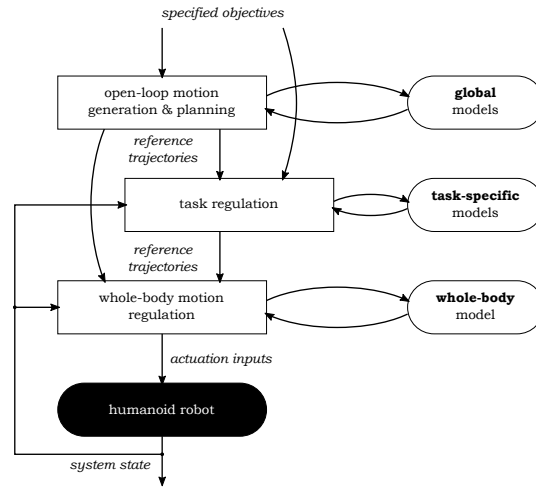 specified objectives
open-loop motion
generation & planning
global
models
reference
trajectories
task regulation
task-specific
models
reference
trajectories
whole-body motion
regulation
whole-body
model
actuation inputs
humanoid robot
system state